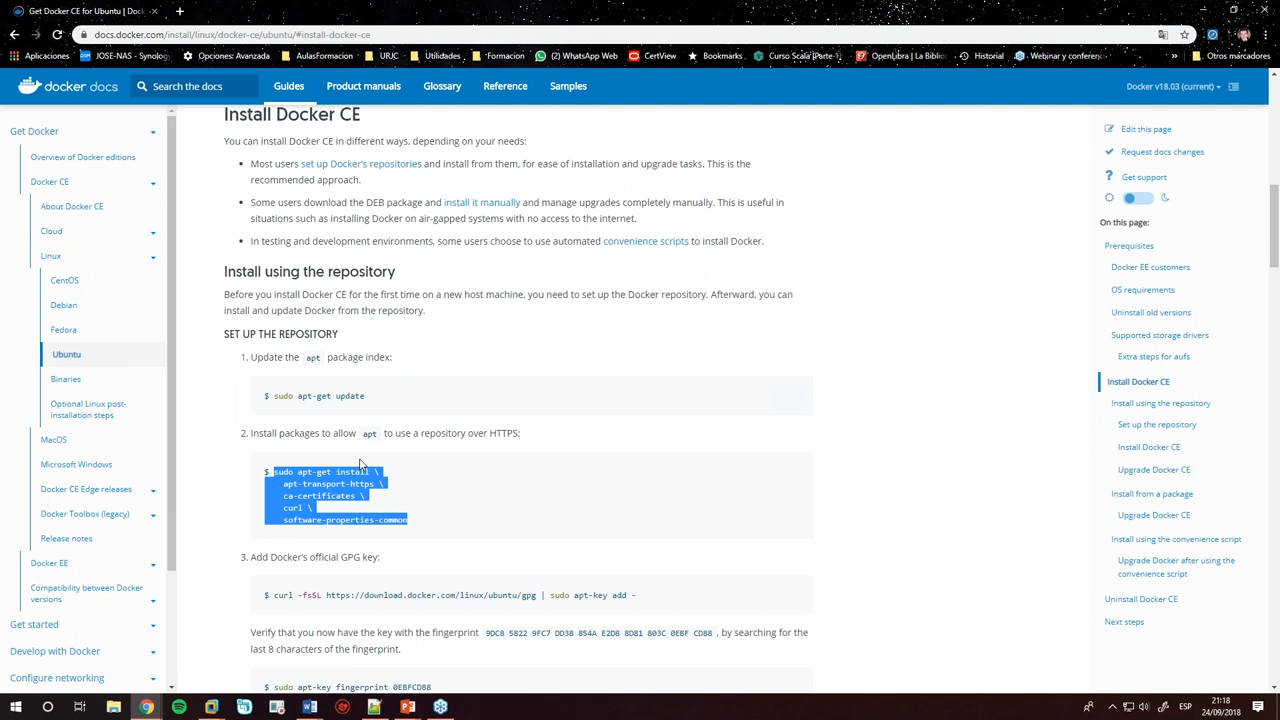 Get Docker CE for Ubuntu | Dock
docs.docker.com/install/linux/docker-ce/ubuntu/#install-docker-ce
Aplicaciones
JOSE-NAS - Synolog
Opciones Avanzadas
AulasFormacion
URJC
Utilidades
Formacion
(2) WhatsApp Web
CertView
Bookmarks
Curso Scala(Parte 1
OpenLibra | La Biblio
Historial
Webinar y conferenc
»
Otros marcadores
docker docs
Search the docs
Guides
Product manuals
Glossary
Reference
Samples
Docker v18.03 (current)
Get Docker
Overview of Docker editions
Docker CE
About Docker CE
Cloud
Linux
CentOS
Debian
Fedora
Ubuntu
Binaries
Optional Linux post-
installation steps
MacOS
Microsoft Windows
Docker CE Edge releases
Docker Toolbox (legacy)
Release notes
Docker EE
Compatibility between Docker
versions
Get started
Develop with Docker
Configure networking
Install Docker CE
You can install Docker CE in different ways, depending on your needs:
• Most users set up Docker's repositories and install from them, for ease of installation and upgrade tasks. This is the
recommended approach.
• Some users download the DEB package and install it manually and manage upgrades completely manually. This is useful in
situations such as installing Docker on air-gapped systems with no access to the internet.
• In testing and development environments, some users choose to use automated convenience scripts to install Docker.
Install using the repository
Before you install Docker CE for the first time on a new host machine, you need to set up the Docker repository. Afterward, you can
install and update Docker from the repository.
SET UP THE REPOSITORY
1. Update the apt package index:
$ sudo apt-get update
2. Install packages to allow apt to use a repository over HTTPS:
$ sudo apt-get install \
apt-transport-https \
ca-certificates \
curl \
software-properties-common
3. Add Docker's official GPG key:
$ curl -fsSL https://download.docker.com/linux/ubuntu/gpg | sudo apt-key add -
Verify that you now have the key with the fingerprint 9DC8 5822 9FC7 DD38 854A E2D8 8D81 803C 0EBF CD88, by searching for the
last 8 characters of the fingerprint.
$ sudo apt-key fingerprint 0EBFCD88
Edit this page
Request docs changes
Get support
On this page:
Prerequisites
Docker EE customers
OS requirements
Uninstall old versions
Supported storage drivers
Extra steps for aufs
Install Docker CE
Install using the repository
Set up the repository
Install Docker CE
Upgrade Docker CE
Install from a package
Upgrade Docker CE
Install using the convenience script
Upgrade Docker after using the
convenience script
Uninstall Docker CE
Next steps
ESP
21:18
24/09/2018